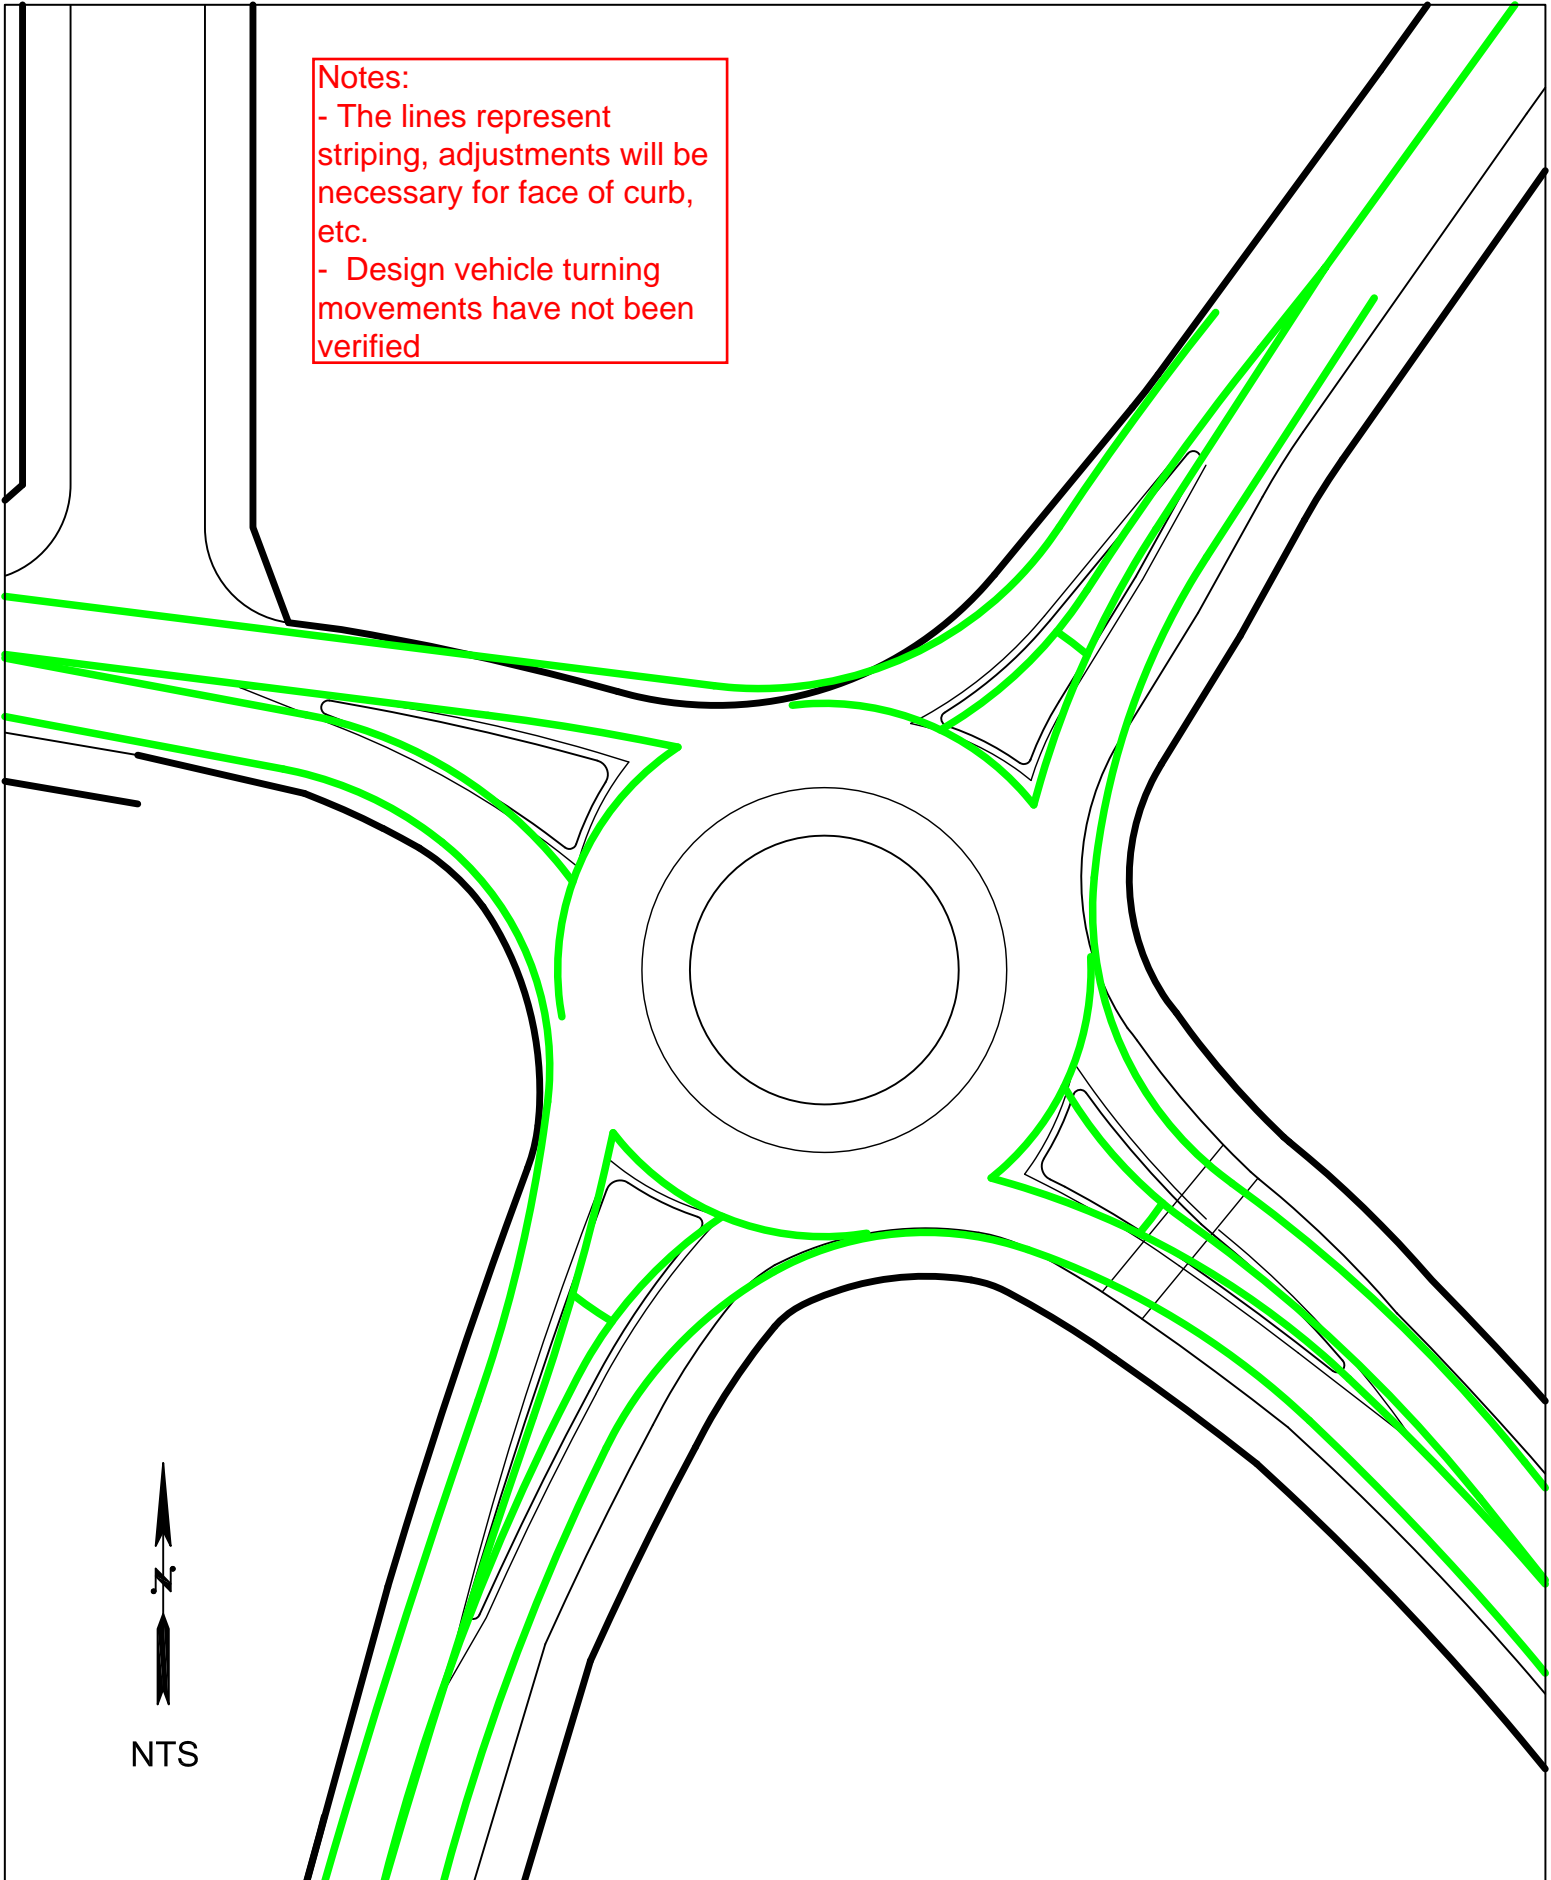 Notes:
- The lines represent
striping, adjustments will be
necessary for face of curb,
etc.
- Design vehicle turning
movements have not been
verified
N
NTS